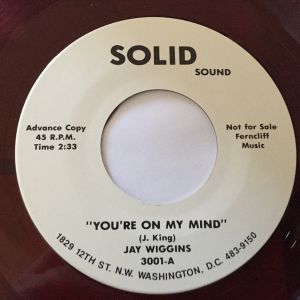 SOLID
SOUND
Advance Copy
45 R.P.M.
Time 2:33
Not for Sale
Ferncliff
Music
"YOU'RE ON MY MIND"
(J. King)
JAY WIGGINS
3001-A
1829 12TH ST. N.W. WASHINGTON, D.C. 483-9150